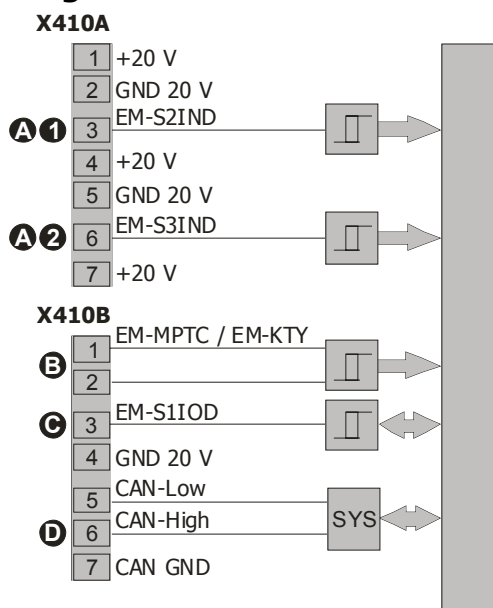 X410A
1 +20 V
2 GND 20 V
A 1 3 EM-S2IND
4 +20 V
5 GND 20 V
A 2 6 EM-S3IND
7 +20 V
X410B
1 EM-MPTC / EM-KTY
B
2
C 3 EM-S1IOD
4 GND 20 V
5 CAN-Low
D 6 CAN-High SYS
7 CAN GND